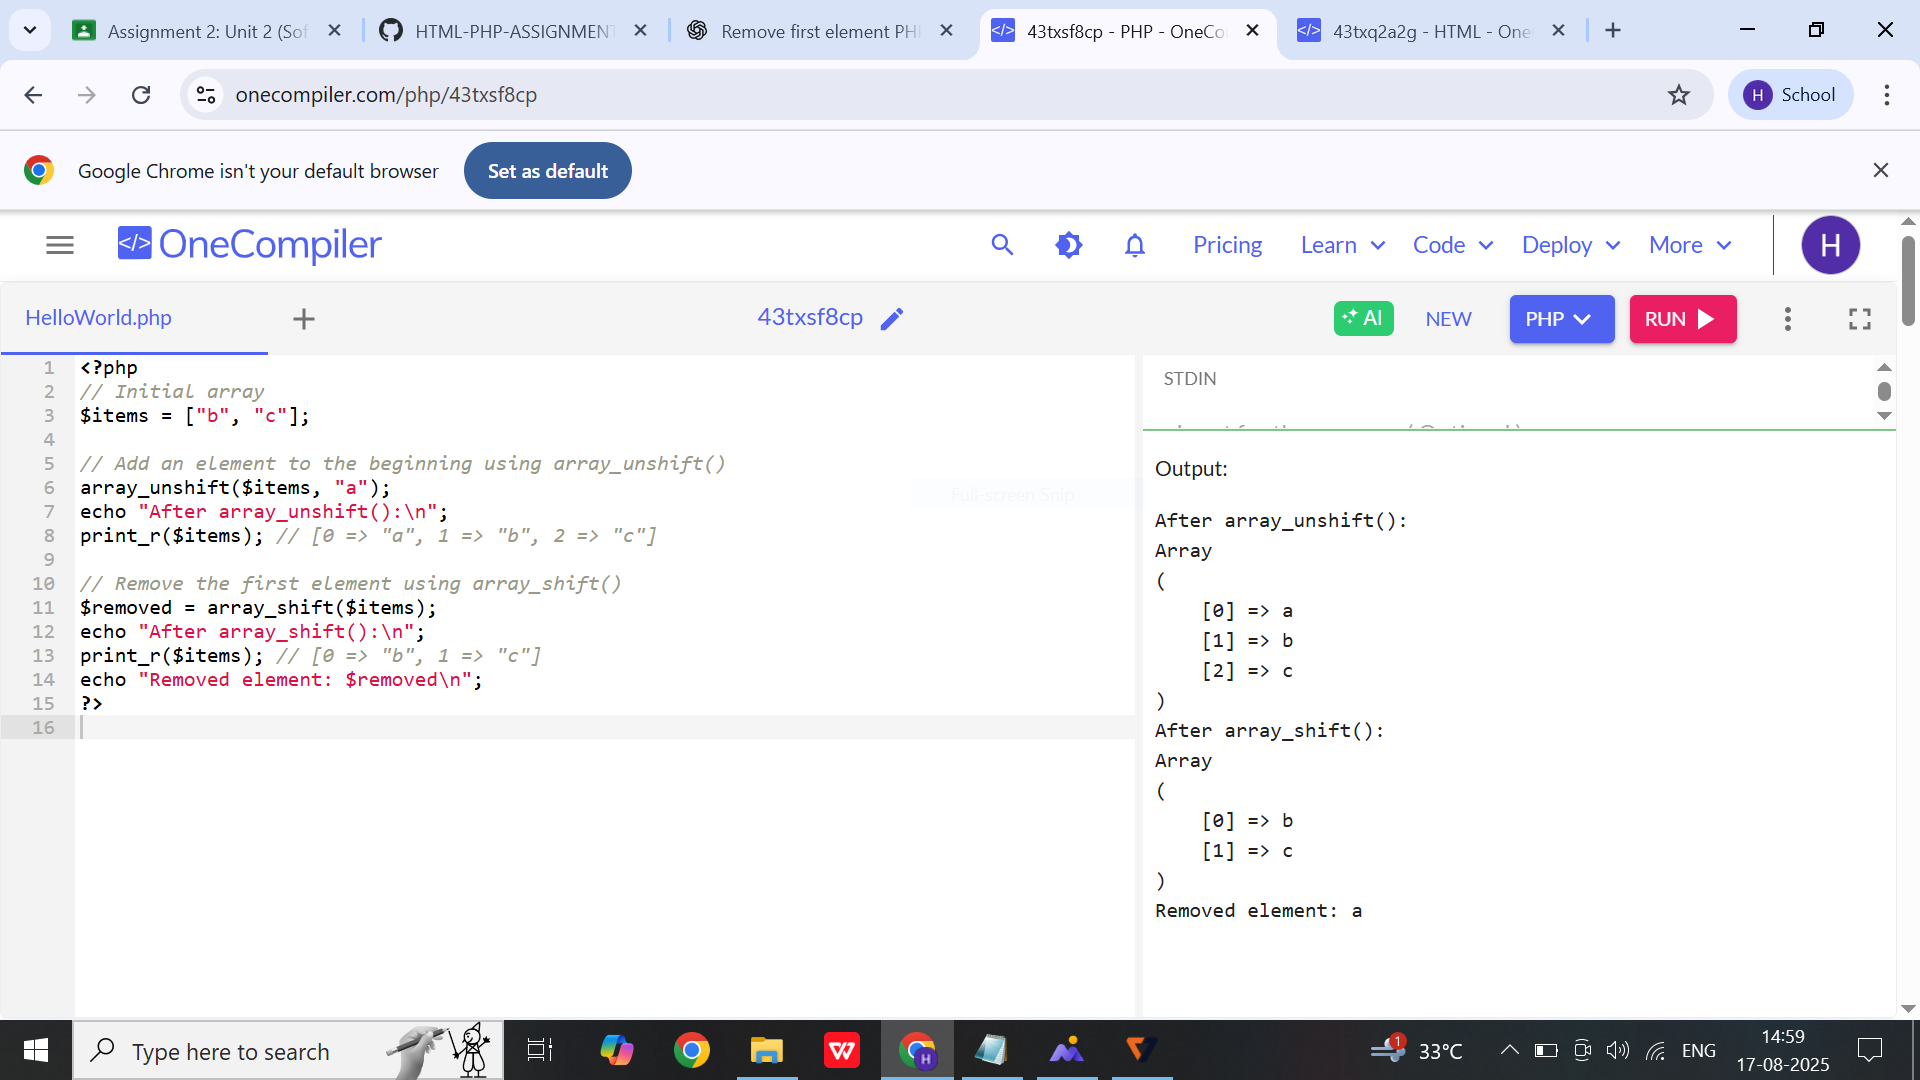 Assignment 2: Unit 2 (Sof
HTML-PHP-ASSIGNMENT
Remove first element PH
43txsf8cp - PHP - OneCo
43txq2a2g - HTML - One
onecompiler.com/php/43txsf8cp
H School
Google Chrome isn't your default browser
Set as default
</> OneCompiler
Pricing
Learn
Code
Deploy
More
H
HelloWorld.php
43txsf8cp
AI
NEW
PHP
RUN
1 <?php
2 // Initial array
3 $items = ["b", "c"];
4
5 // Add an element to the beginning using array_unshift()
6 array_unshift($items, "a");
7 echo "After array_unshift():\n";
8 print_r($items); // [0 => "a", 1 => "b", 2 => "c"]
9
10 // Remove the first element using array_shift()
11 $removed = array_shift($items);
12 echo "After array_shift():\n";
13 print_r($items); // [0 => "b", 1 => "c"]
14 echo "Removed element: $removed\n";
15 ?>
16
Full-screen Snip
STDIN
Output:
After array_unshift():
Array
(
[0] => a
[1] => b
[2] => c
)
After array_shift():
Array
(
[0] => b
[1] => c
)
Removed element: a
Type here to search
H
1
33°C
ENG
14:59
17-08-2025